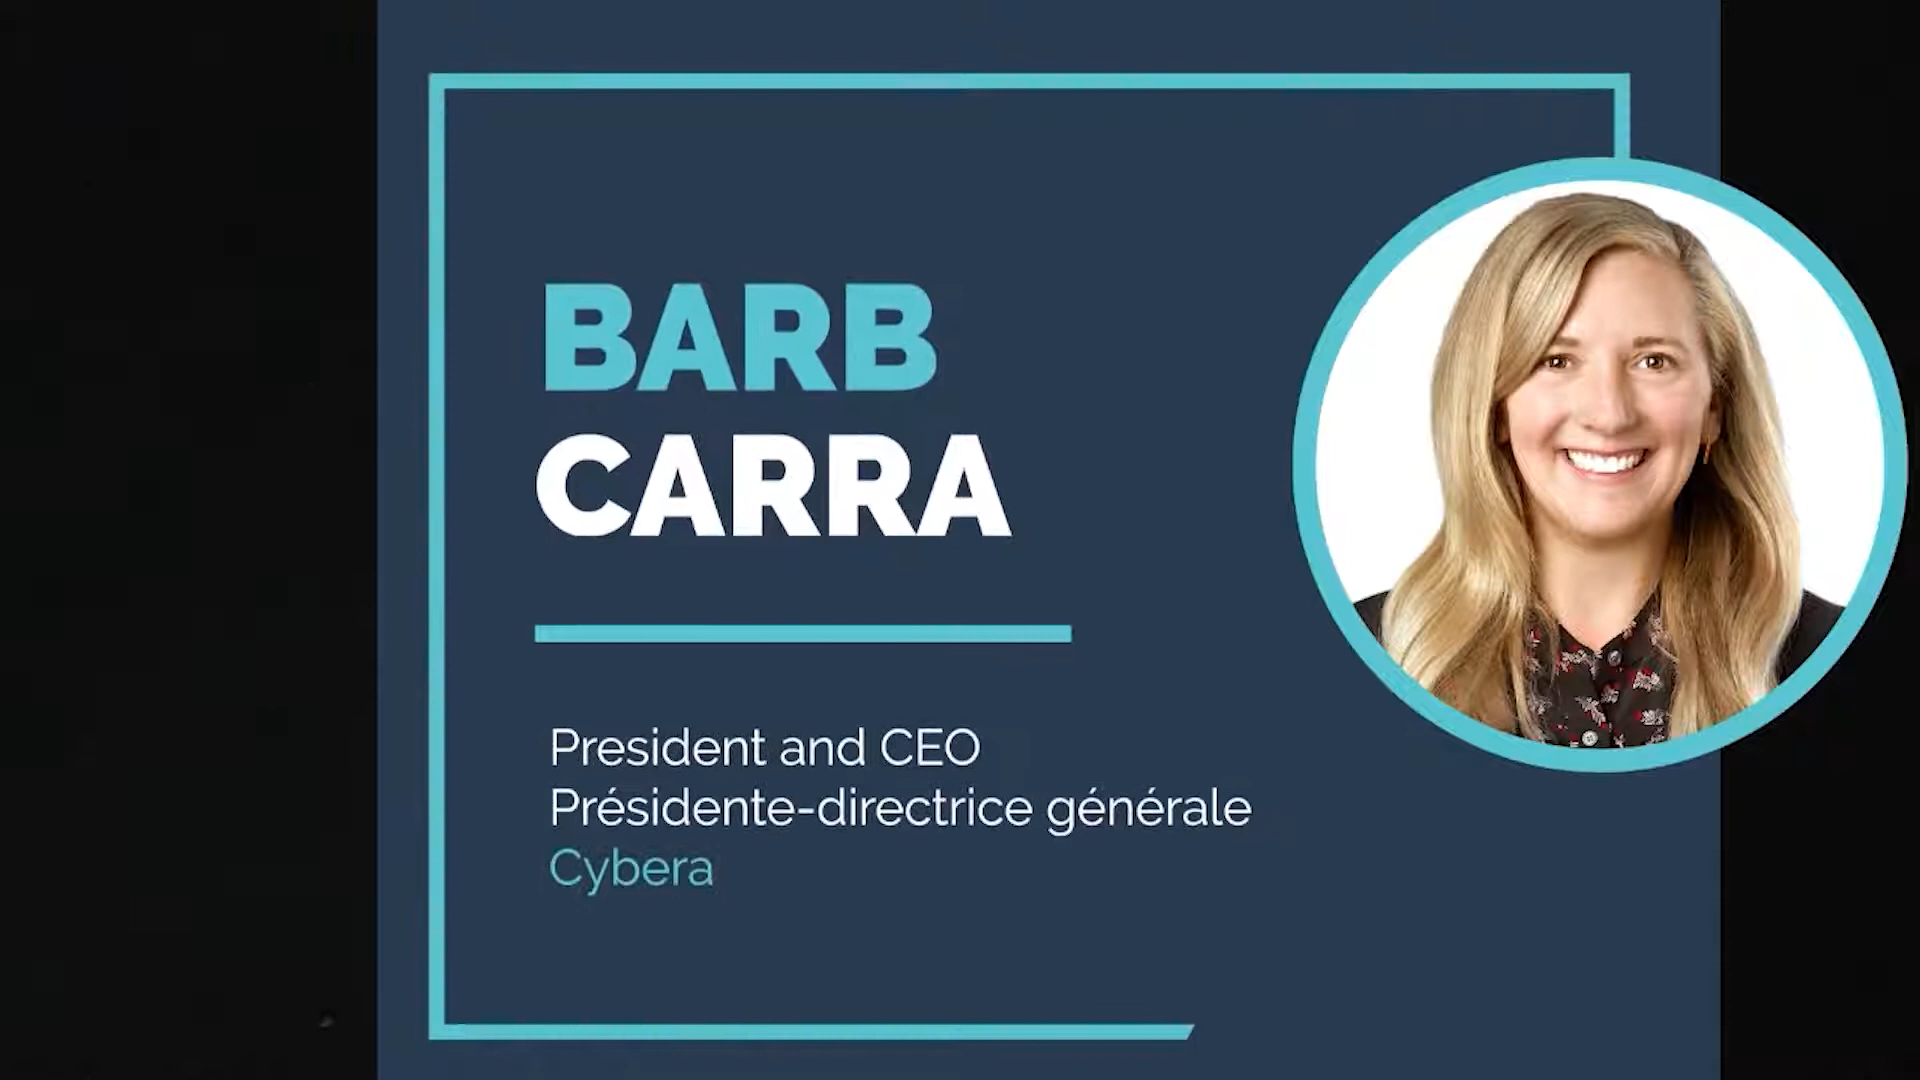 BARB
CARRA
President and CEO
Présidente-directrice générale
Cybera